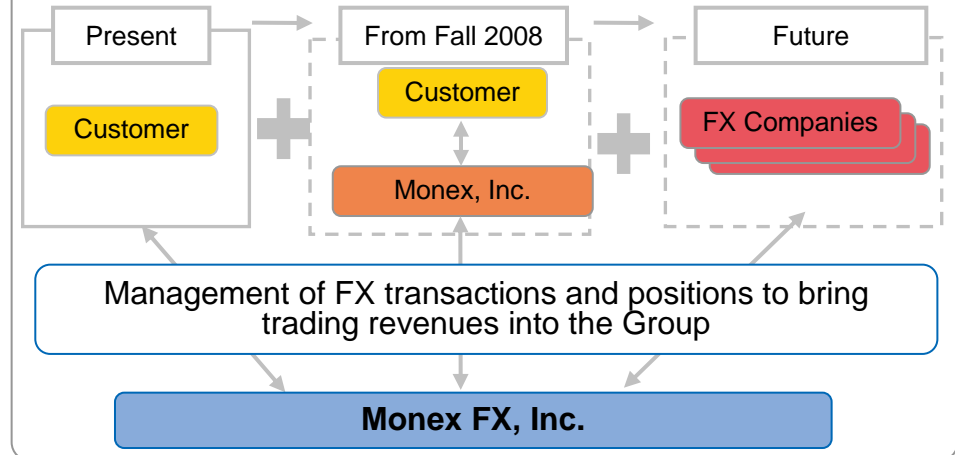 Present
From Fall 2008
Future
Customer
Customer
Monex, Inc.
FX Companies
Management of FX transactions and positions to bring
trading revenues into the Group
Monex FX, Inc.